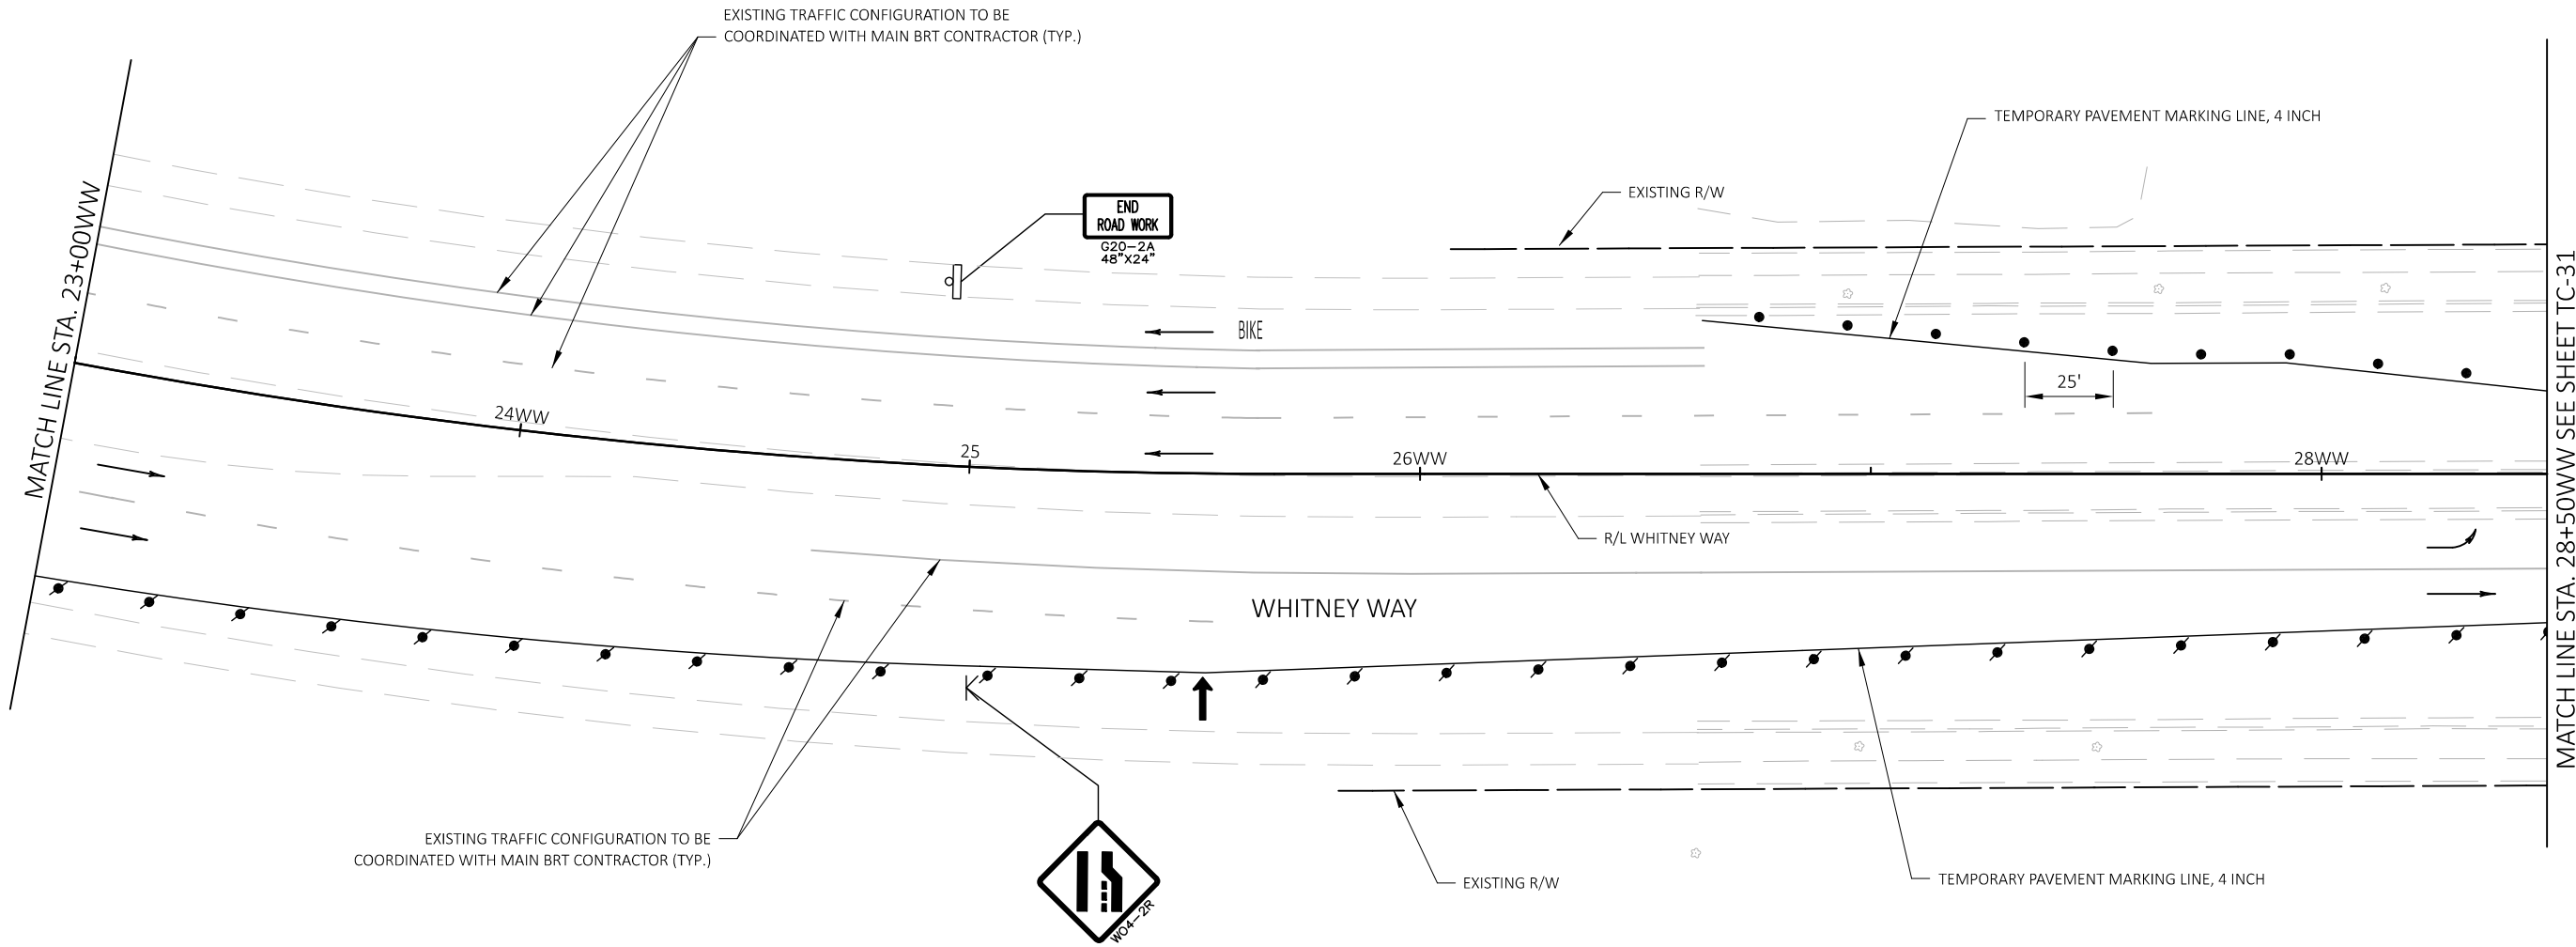 EXISTING TRAFFIC CONFIGURATION TO BE
COORDINATED WITH MAIN BRT CONTRACTOR (TYP.)
TEMPORARY PAVEMENT MARKING LINE, 4 INCH
EXISTING R/W
END
ROAD WORK
G20-2A
48"X24"
MATCH LINE STA. 23+00WW
BIKE
25'
24WW
25
26WW
28WW
MATCH LINE STA. 28+50WW SEE SHEET TC-31
R/L WHITNEY WAY
WHITNEY WAY
EXISTING TRAFFIC CONFIGURATION TO BE
COORDINATED WITH MAIN BRT CONTRACTOR (TYP.)
WO4-2R
EXISTING R/W
TEMPORARY PAVEMENT MARKING LINE, 4 INCH